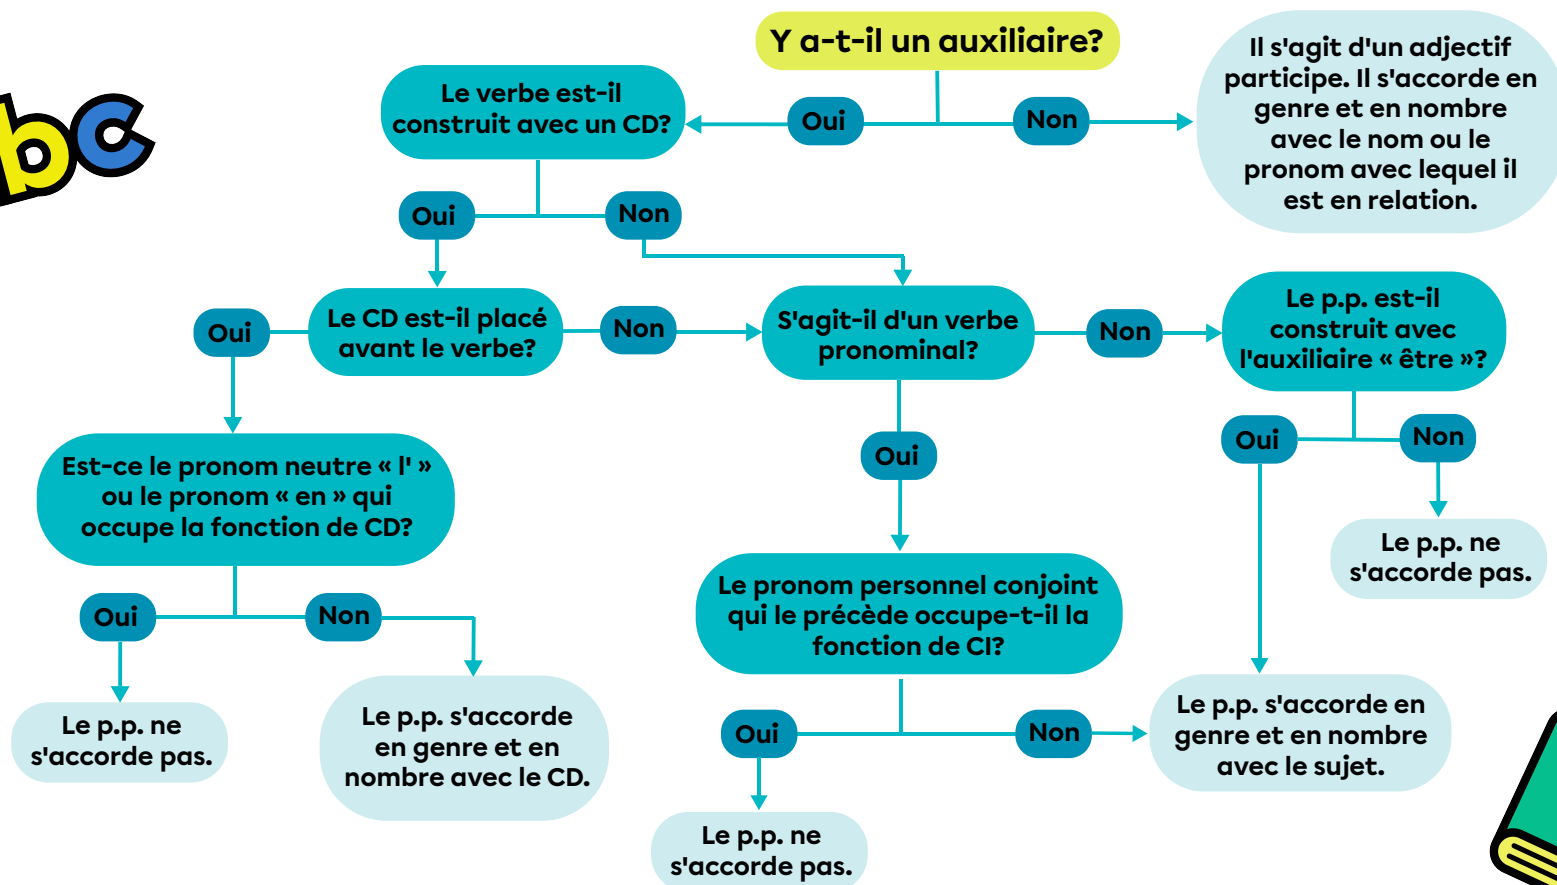 Y a-t-il un auxiliaire?
Il s'agit d'un adjectif
participe. Il s'accorde en
genre et en nombre
avec le nom ou le
pronom avec lequel il
est en relation.
Le verbe est-il
construit avec un CD?
Oui
Non
bc
Oui
Non
Le CD est-il placé
avant le verbe?
S'agit-il d'un verbe
pronominal?
Le p.p. est-il
construit avec
l'auxiliaire « être »?
Oui
Non
Non
Oui
Oui
Non
Est-ce le pronom neutre « l' »
ou le pronom « en » qui
occupe la fonction de CD?
Le p.p. ne
s'accorde pas.
Le pronom personnel conjoint
qui le précède occupe-t-il la
fonction de CI?
Oui
Non
Le p.p. ne
s'accorde pas.
Le p.p. s'accorde
en genre et en
nombre avec le CD.
Oui
Non
Le p.p. s'accorde en
genre et en nombre
avec le sujet.
Le p.p. ne
s'accorde pas.